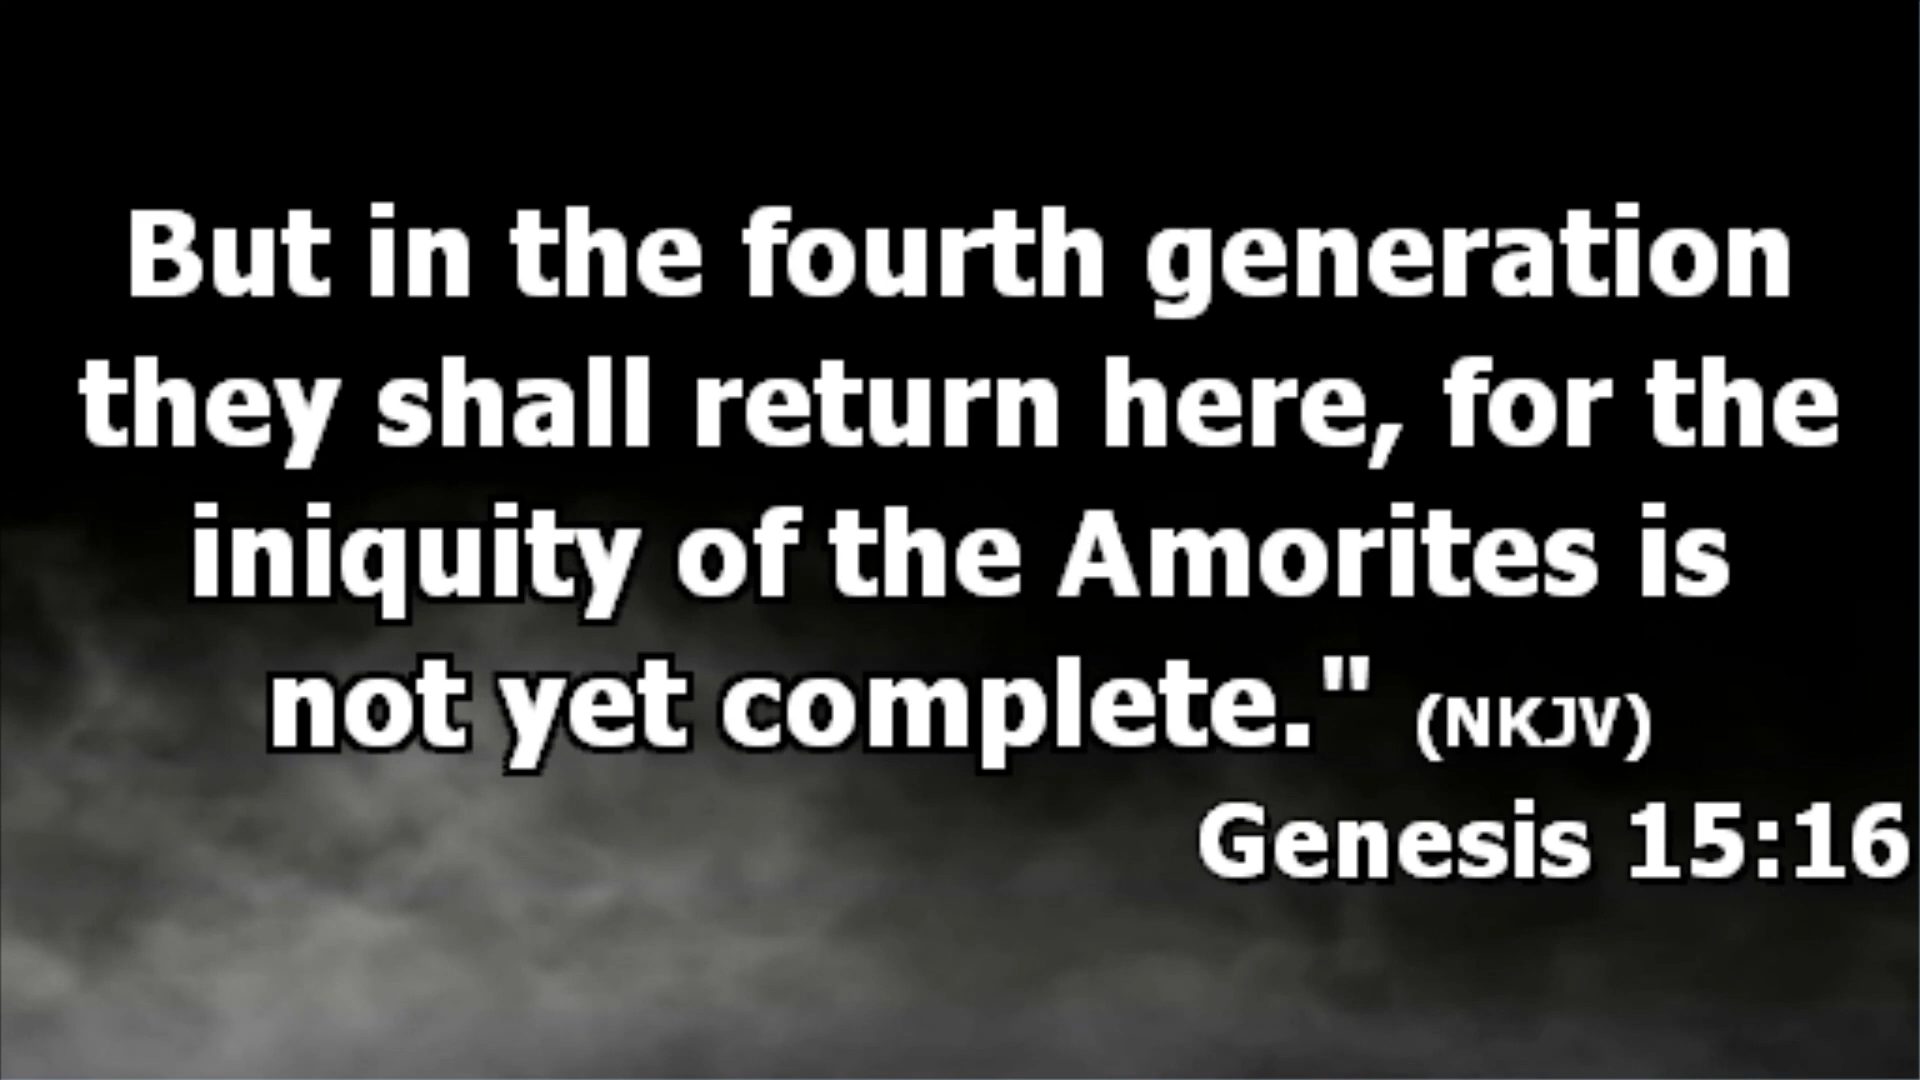 But in the fourth generation
they shall return here, for the
iniquity of the Amorites is
not yet complete." (NKJV)
Genesis 15:16